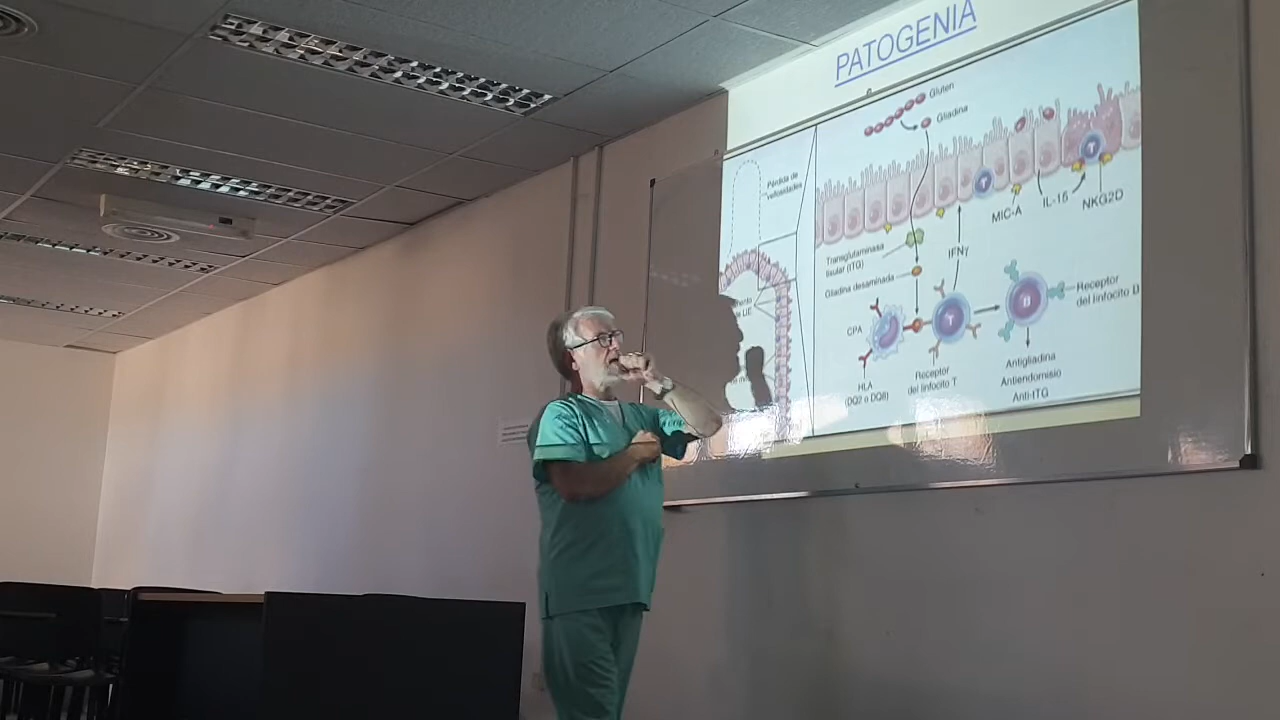 PATOGENIA
Gluten
Gliadina
Pérdida de
vellosidades
MIC-A
IL-15
NKG2D
Transglutaminasa
tisular (tTG)
IFNγ
Gliadina desaminada
Receptor
del linfocito B
T
T
T
B
CPA
HLA
(DQ2 o DQ8)
Receptor
del linfocito T
Antigliadina
Antiendomisio
Anti-tTG